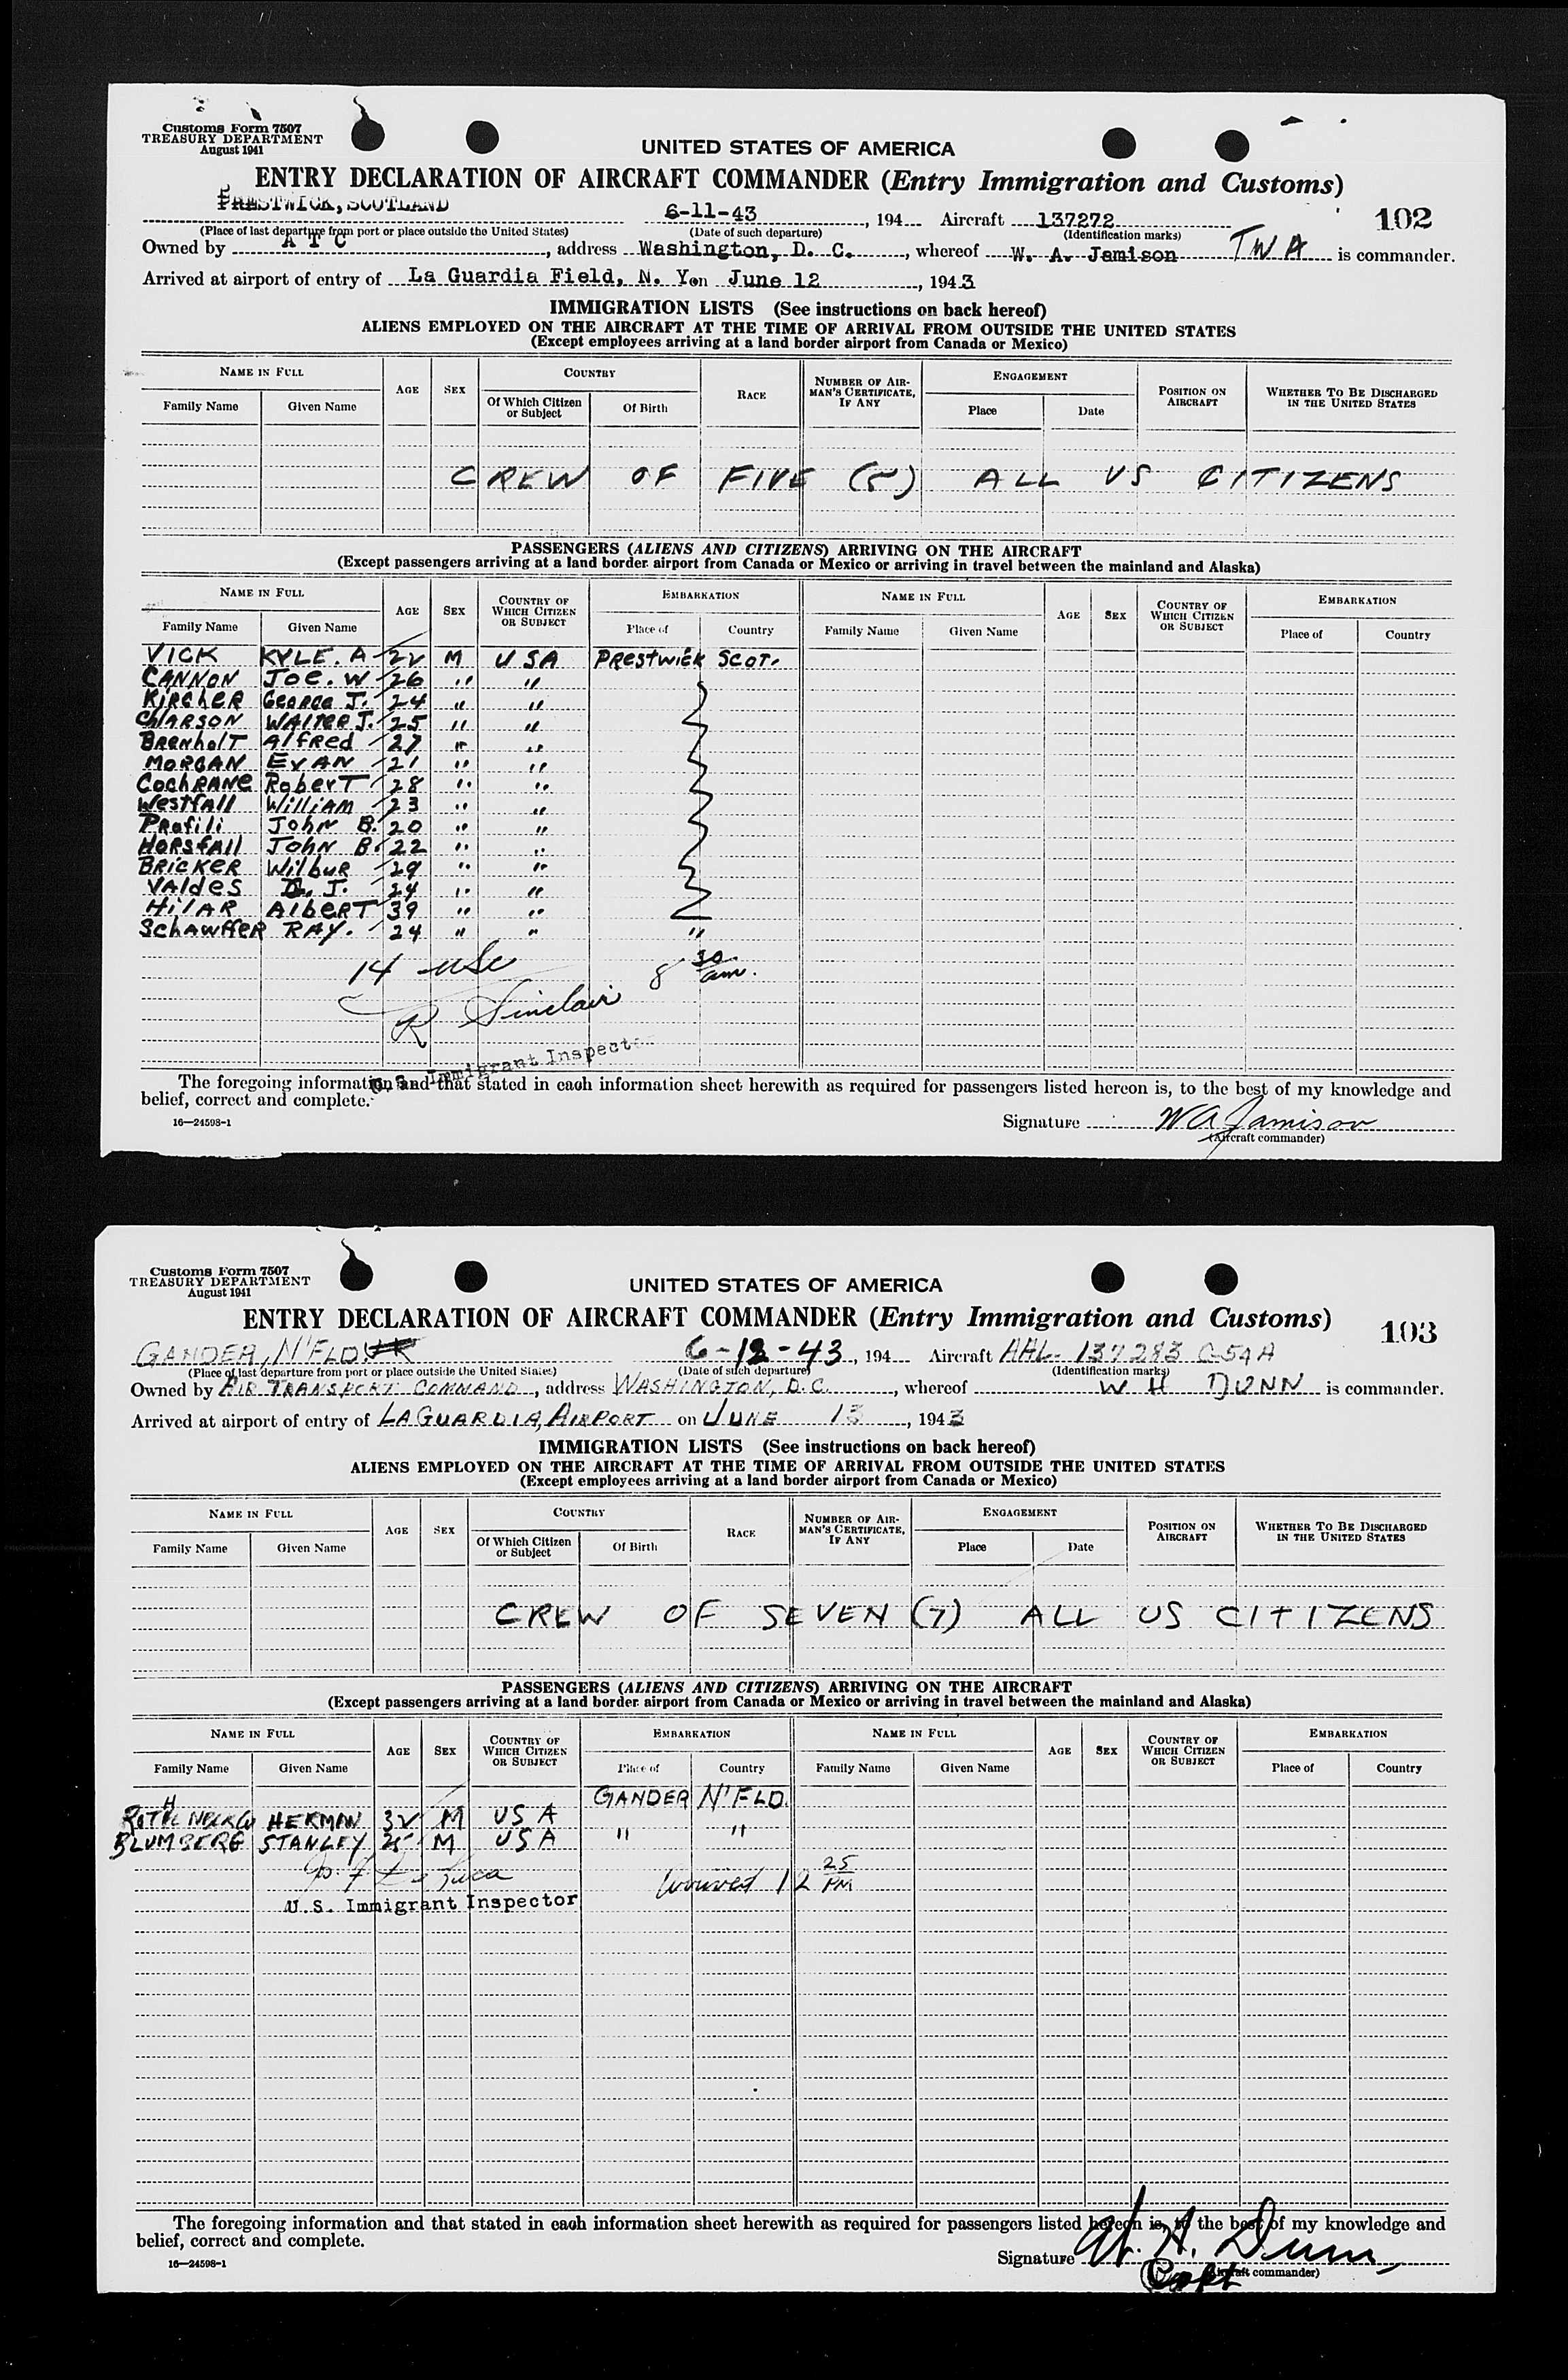 Customs Form 7507
TREASURY DEPARTMENT
August 1941
UNITED STATES OF AMERICA
ENTRY DECLARATION OF AIRCRAFT COMMANDER (Entry Immigration and Customs)
102
PRESTWICK, SCOTLAND 6-11-43, 194 Aircraft 137272
(Place of last departure from port or place outside the United States) (Date of such departure) (Identification marks)
Owned by A T C, address Washington, D. C., whereof W. A. Jamison TWA is commander.
Arrived at airport of entry of La Guardia Field, N. Y. on June 12, 1943
IMMIGRATION LISTS (See instructions on back hereof)
ALIENS EMPLOYED ON THE AIRCRAFT AT THE TIME OF ARRIVAL FROM OUTSIDE THE UNITED STATES
(Except employees arriving at a land border airport from Canada or Mexico)
NAME IN FULL AGE SEX COUNTRY RACE NUMBER OF AIRMAN'S CERTIFICATE, IF ANY ENGAGEMENT POSITION ON AIRCRAFT WHETHER TO BE DISCHARGED IN THE UNITED STATES
Family Name Given Name Of Which Citizen or Subject Of Birth Place Date
CREW OF FIVE (5) ALL US CITIZENS
PASSENGERS (ALIENS AND CITIZENS) ARRIVING ON THE AIRCRAFT
(Except passengers arriving at a land border airport from Canada or Mexico or arriving in travel between the mainland and Alaska)
NAME IN FULL AGE SEX COUNTRY OF WHICH CITIZEN OR SUBJECT EMBARKATION NAME IN FULL AGE SEX COUNTRY OF WHICH CITIZEN OR SUBJECT EMBARKATION
Family Name Given Name Place of Country Family Name Given Name Place of Country
VICK KYLE. A 22 M USA Prestwick Scot.
CANNON Joe. W 26 " "
Kircher George J. 24 " "
WALTER J. 25 " "
Brenholt Alfred 27 " "
MORGAN EVAN 21 " "
Cochrane Robert 28 " "
Westfall William 23 " "
Profili John B. 20 " "
Horsfall John B. 22 " "
Bricker Wilbur 29 " "
Valdes J. 24 " "
Hilar Albert 39 " "
Schawffer RAY. 24 " " "
14 USC 8 30 am.
R Sinclair
U.S. Immigrant Inspector
The foregoing information and that stated in each information sheet herewith as required for passengers listed hereon is, to the best of my knowledge and
belief, correct and complete.
16—24598-1
Signature W A Jamison
(Aircraft commander)
Customs Form 7507
TREASURY DEPARTMENT
August 1941
UNITED STATES OF AMERICA
ENTRY DECLARATION OF AIRCRAFT COMMANDER (Entry Immigration and Customs)
103
GANDER, N'FLD. 6-12-43, 194 Aircraft AAL- 137283 C54A
(Place of last departure from port or place outside the United States) (Date of such departure) (Identification marks)
Owned by AIR TRANSPORT COMMAND, address WASHINGTON, D.C., whereof W H DUNN is commander.
Arrived at airport of entry of LA GUARDIA, AIRPORT on JUNE 13, 1943
IMMIGRATION LISTS (See instructions on back hereof)
ALIENS EMPLOYED ON THE AIRCRAFT AT THE TIME OF ARRIVAL FROM OUTSIDE THE UNITED STATES
(Except employees arriving at a land border airport from Canada or Mexico)
NAME IN FULL AGE SEX COUNTRY RACE NUMBER OF AIRMAN'S CERTIFICATE, IF ANY ENGAGEMENT POSITION ON AIRCRAFT WHETHER TO BE DISCHARGED IN THE UNITED STATES
Family Name Given Name Of Which Citizen or Subject Of Birth Place Date
CREW OF SEVEN (7) ALL US CITIZENS
PASSENGERS (ALIENS AND CITIZENS) ARRIVING ON THE AIRCRAFT
(Except passengers arriving at a land border airport from Canada or Mexico or arriving in travel between the mainland and Alaska)
NAME IN FULL AGE SEX COUNTRY OF WHICH CITIZEN OR SUBJECT EMBARKATION NAME IN FULL AGE SEX COUNTRY OF WHICH CITIZEN OR SUBJECT EMBARKATION
Family Name Given Name Place of Country Family Name Given Name Place of Country
GANDER N'FLD.
ROTHENBERG HERMAN 32 M USA
BLUMBERG STANLEY 25 M USA " "
Arrived 12 25 PM
U.S. Immigrant Inspector
The foregoing information and that stated in each information sheet herewith as required for passengers listed hereon is, to the best of my knowledge and
belief, correct and complete.
16—24598-1
Signature W. H. Dunn,
Capt (Aircraft commander)